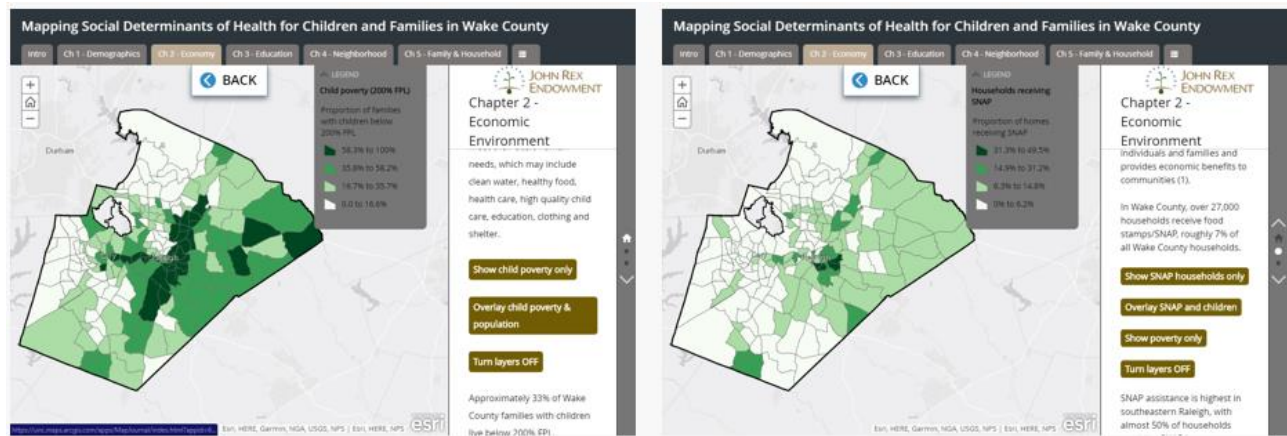 Mapping Social Determinants of Health for Children and Families in Wake County
Intro
Ch 1 - Demographics
Ch 2 - Economy
Ch 3 - Education
Ch 4 - Neighborhood
Ch 5 - Family & Household
BACK
LEGEND
Child poverty (200% FPL)
Proportion of families
with children below
200% FPL
58.3% to 100%
35.8% to 58.2%
16.7% to 35.7%
0.0 to 16.6%
Durham
JOHN REX
ENDOWMENT
Chapter 2 -
Economic
Environment
needs, which may include
clean water, healthy food,
health care, high quality child
care, education, clothing and
shelter.
Show child poverty only
Overlay child poverty &
population
Turn layers OFF
Approximately 33% of Wake
County families with children
live below 200% FPL.
Esri, HERE, Garmin, NGA, USGS, NPS | Esri, HERE, NPS
esri
Mapping Social Determinants of Health for Children and Families in Wake County
Intro
Ch 1 - Demographics
Ch 2 - Economy
Ch 3 - Education
Ch 4 - Neighborhood
Ch 5 - Family & Household
BACK
LEGEND
Households receiving
SNAP
Proportion of homes
receiving SNAP
31.3% to 49.5%
14.9% to 31.2%
6.3% to 14.8%
0% to 6.2%
Durham
JOHN REX
ENDOWMENT
Chapter 2 -
Economic
Environment
individuals and families and
provides economic benefits to
communities (1).
In Wake County, over 27,000
households receive food
stamps/SNAP, roughly 7% of
all Wake County households.
Show SNAP households only
Overlay SNAP and children
Show poverty only
Turn layers OFF
SNAP assistance is highest in
southeastern Raleigh, with
almost 50% of households
Esri, HERE, Garmin, NGA, USGS, NPS | Esri, HERE, NPS
esri